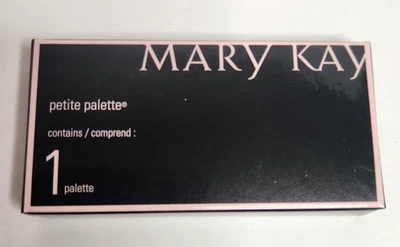 MARY KAY
petite palette®
contains / comprend :
1
palette